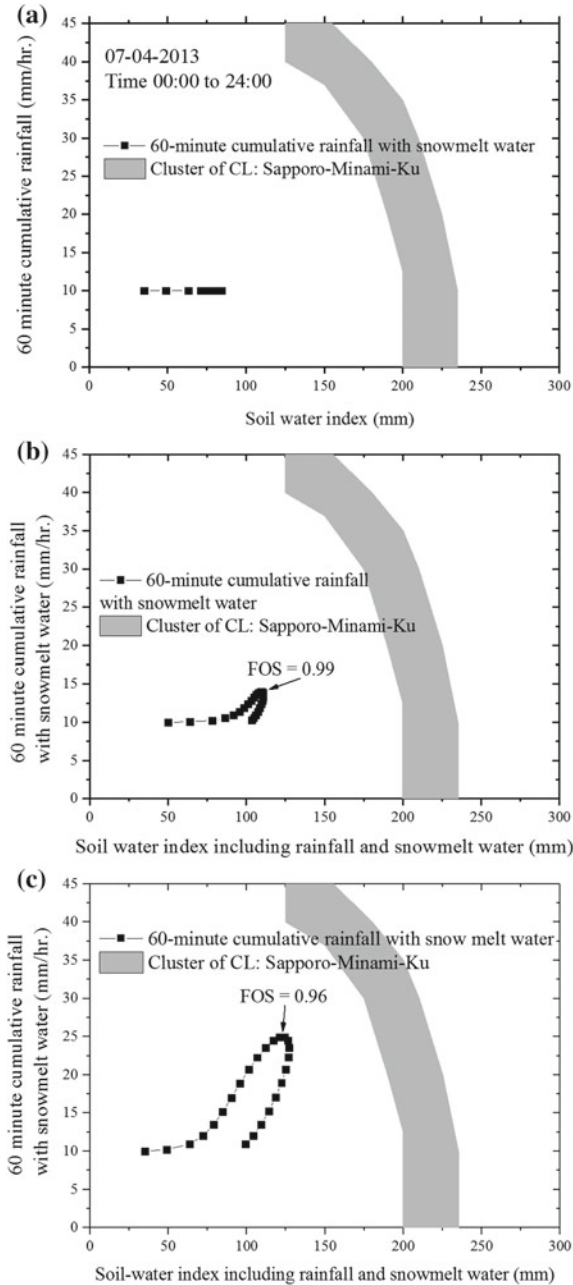 (a)
45
40
35
30
25
20
15
10
5
0
60 minute cumulative rainfall (mm/hr.)
07-04-2013
Time 00:00 to 24:00
60-minute cumulative rainfall with snowmelt water
Cluster of CL: Sapporo-Minami-Ku
0 50 100 150 200 250 300
Soil water index (mm)
(b)
45
40
35
30
25
20
15
10
5
0
60 minute cumulative rainfall
with snowmelt water (mm/hr.)
60-minute cumulative rainfall
with snowmelt water
Cluster of CL: Sapporo-Minami-Ku
FOS = 0.99
0 50 100 150 200 250 300
Soil water index including rainfall and snowmelt water (mm)
(c)
45
40
35
30
25
20
15
10
5
0
60 minute cumulative rainfall
with snowmelt water (mm/hr.)
60-minute cumulative rainfall with snow melt water
Cluster of CL: Sapporo-Minami-Ku
FOS = 0.96
0 50 100 150 200 250 300
Soil-water index including rainfall and snowmelt water (mm)